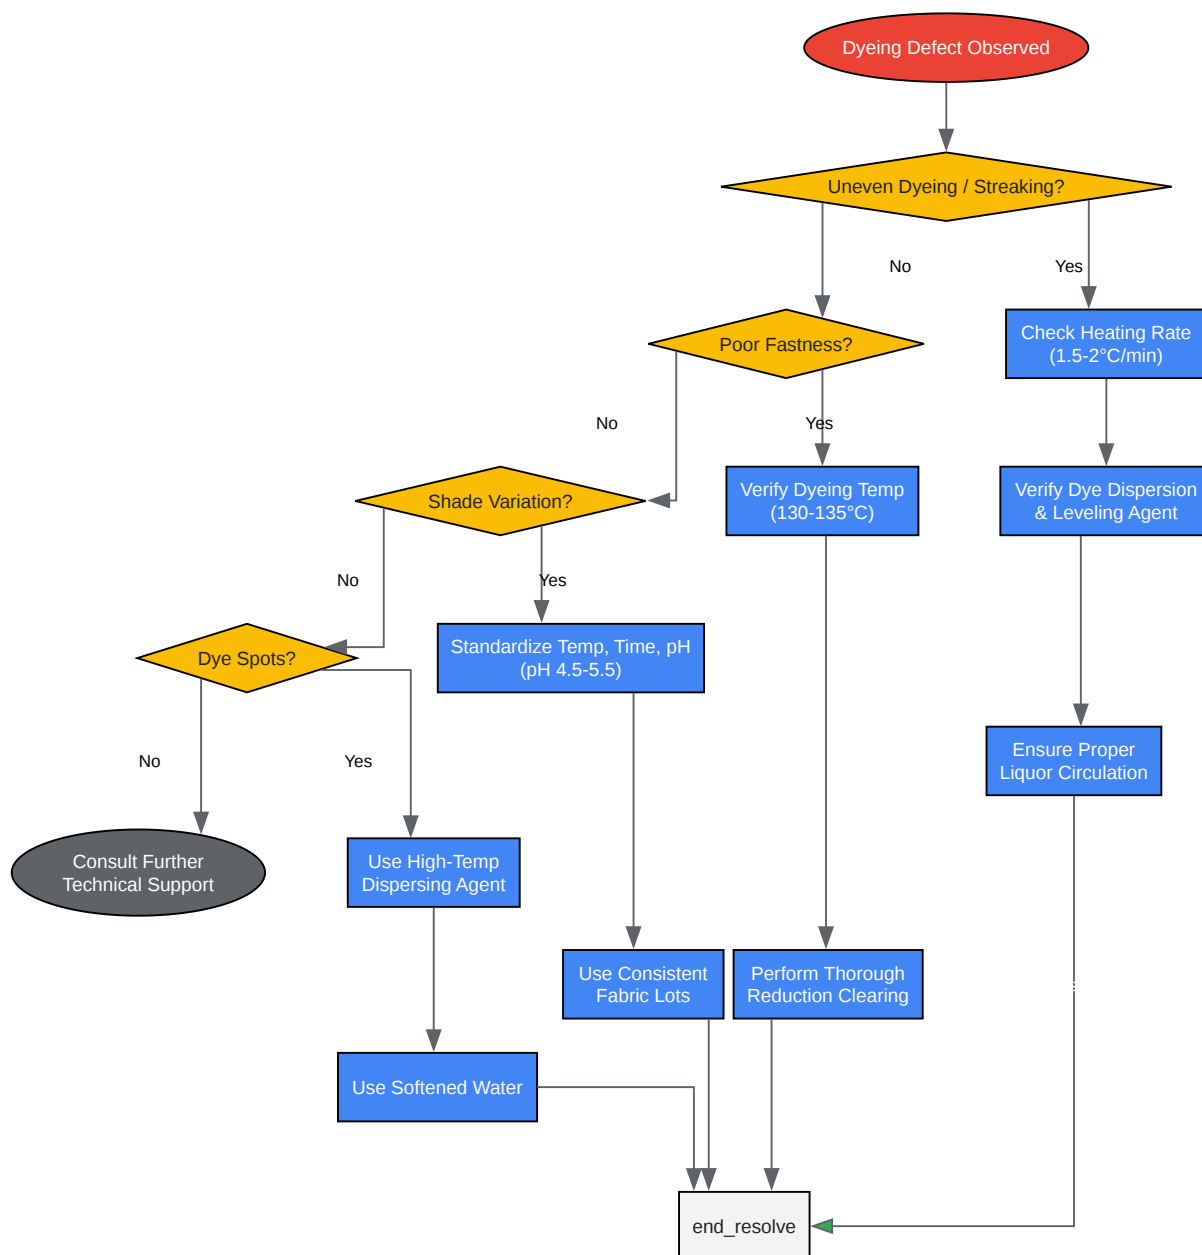 Dyeing Defect Observed
Uneven Dyeing / Streaking?
No
Yes
Poor Fastness?
Check Heating Rate
(1.5-2°C/min)
No
Yes
Shade Variation?
Verify Dyeing Temp
(130-135°C)
Verify Dye Dispersion
& Leveling Agent
No
Yes
Dye Spots?
Standardize Temp, Time, pH
(pH 4.5-5.5)
No
Yes
Ensure Proper
Liquor Circulation
Consult Further
Technical Support
Use High-Temp
Dispersing Agent
Use Consistent
Fabric Lots
Perform Thorough
Reduction Clearing
Use Softened Water
end_resolve